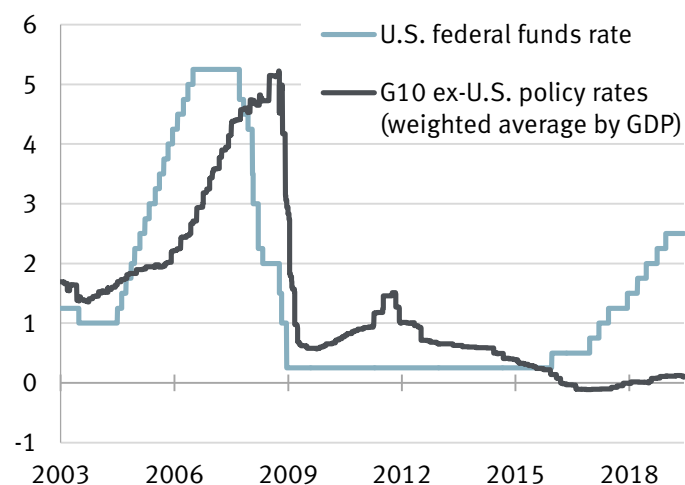 U.S. federal funds rate
G10 ex-U.S. policy rates
(weighted average by GDP)
6
5
4
3
2
1
0
-1
2003 2006 2009 2012 2015 2018